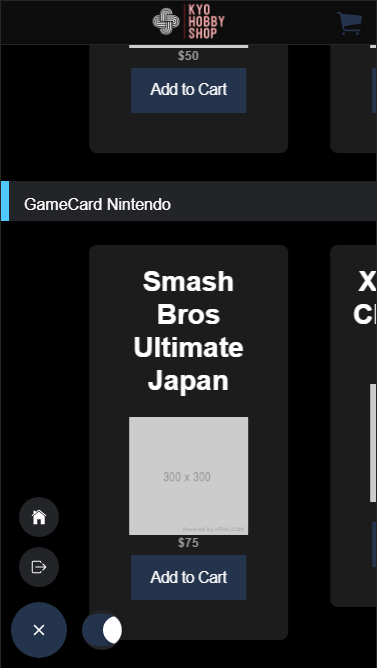 KYO
HOBBY
SHOP
$50
Add to Cart
GameCard Nintendo
Smash
Bros
Ultimate
Japan
X
Cl
300 x 300
Powered by HTML.COM
$75
Add to Cart